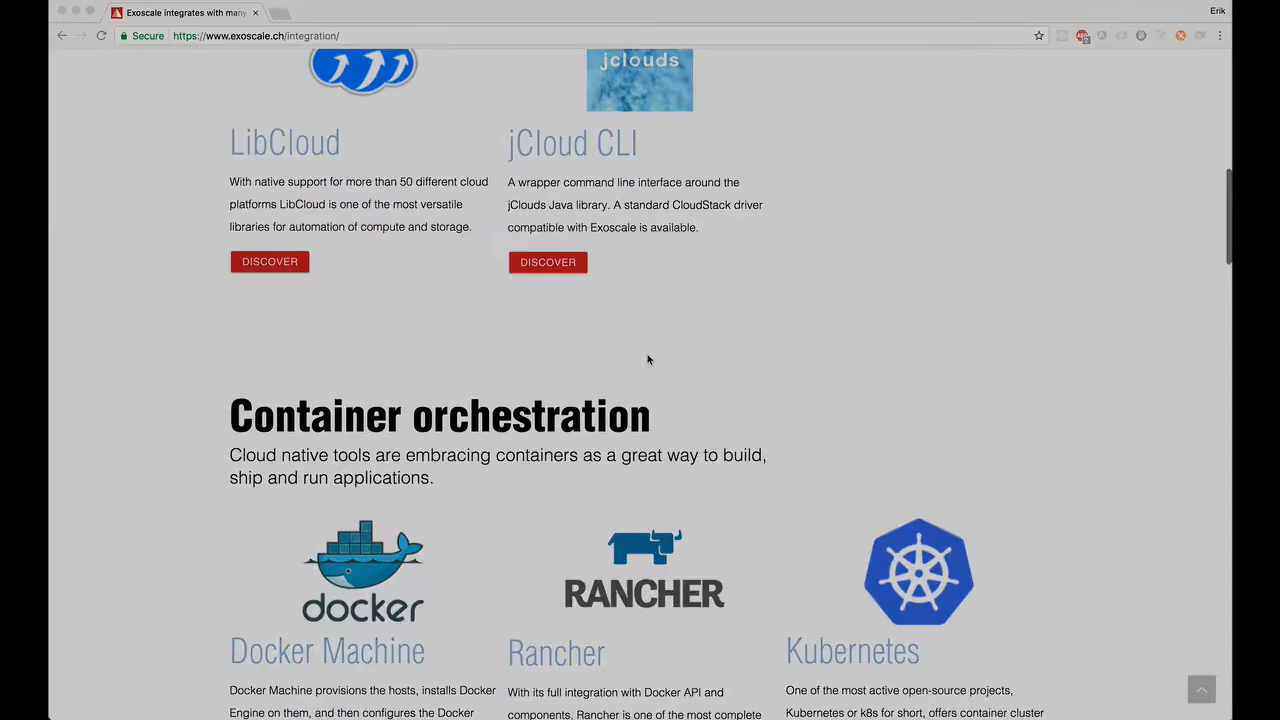 Exoscale integrates with many
Erik
Secure
https://www.exoscale.ch/integration/
2
jclouds
LibCloud
With native support for more than 50 different cloud
platforms LibCloud is one of the most versatile
libraries for automation of compute and storage.
DISCOVER
jCloud CLI
A wrapper command line interface around the
jClouds Java library. A standard CloudStack driver
compatible with Exoscale is available.
DISCOVER
Container orchestration
Cloud native tools are embracing containers as a great way to build,
ship and run applications.
docker
Docker Machine
Docker Machine provisions the hosts, installs Docker
Engine on them, and then configures the Docker
RANCHER
Rancher
With its full integration with Docker API and
components, Rancher is one of the most complete
Kubernetes
One of the most active open-source projects,
Kubernetes or k8s for short, offers container cluster